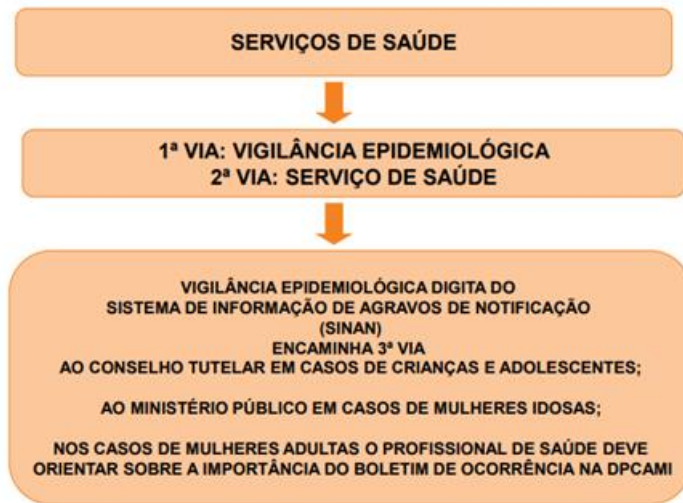 SERVIÇOS DE SAÚDE
1ª VIA: VIGILÂNCIA EPIDEMIOLÓGICA
2ª VIA: SERVIÇO DE SAÚDE
VIGILÂNCIA EPIDEMIOLÓGICA DIGITA DO
SISTEMA DE INFORMAÇÃO DE AGRAVOS DE NOTIFICAÇÃO
(SINAN)
ENCAMINHA 3ª VIA
AO CONSELHO TUTELAR EM CASOS DE CRIANÇAS E ADOLESCENTES;
AO MINISTÉRIO PÚBLICO EM CASOS DE MULHERES IDOSAS;
NOS CASOS DE MULHERES ADULTAS O PROFISSIONAL DE SAÚDE DEVE
ORIENTAR SOBRE A IMPORTÂNCIA DO BOLETIM DE OCORRÊNCIA NA DPCAMI